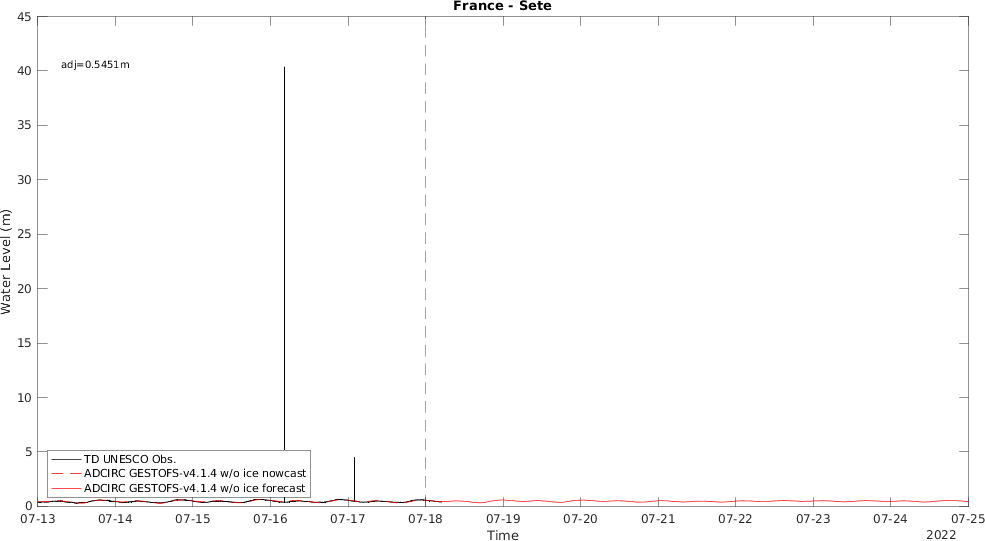 France - Sete
45
40
35
30
25
20
15
10
5
0
Water Level (m)
adj=0.5451m
TD UNESCO Obs.
ADCIRC GESTOFS-v4.1.4 w/o ice nowcast
ADCIRC GESTOFS-v4.1.4 w/o ice forecast
07-13 07-14 07-15 07-16 07-17 07-18 07-19 07-20 07-21 07-22 07-23 07-24 07-25
Time
2022